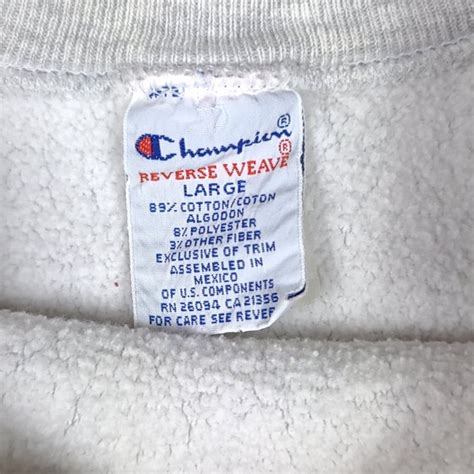 Champion®
REVERSE WEAVE®
LARGE
89% COTTON/COTON
ALGODON
8% POLYESTER
3% OTHER FIBER
EXCLUSIVE OF TRIM
ASSEMBLED IN
MEXICO
OF U.S. COMPONENTS
RN 26094 CA 21356
FOR CARE SEE REVER